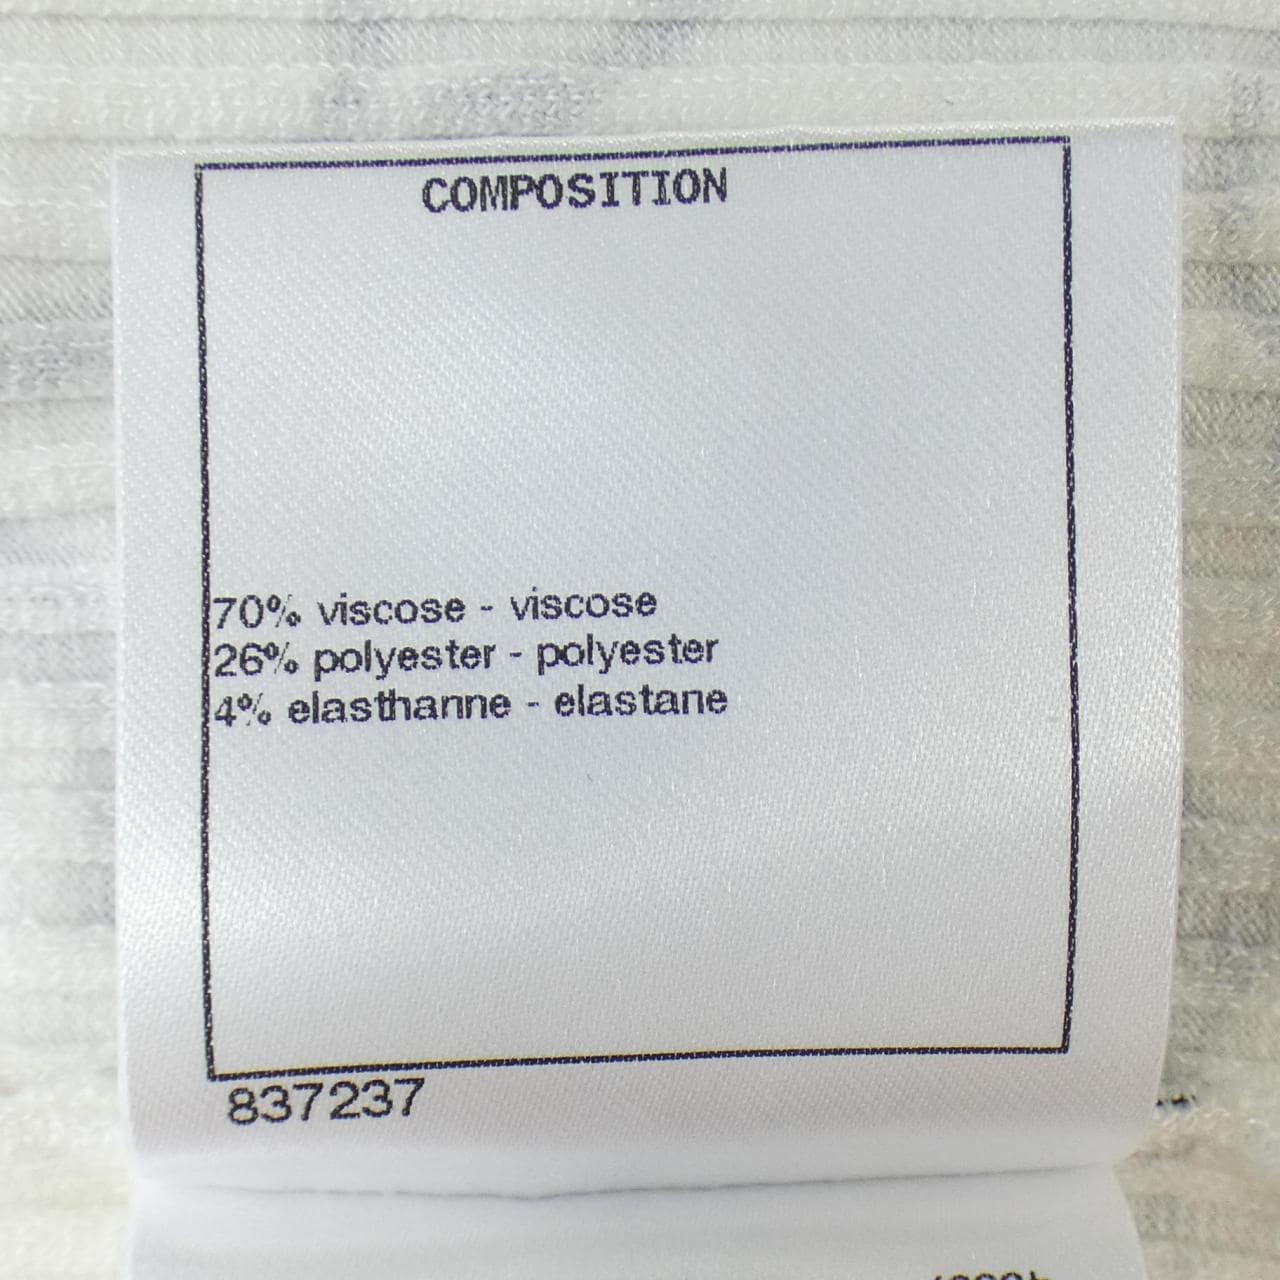 COMPOSITION
70% viscose - viscose
26% polyester - polyester
4% elasthanne - elastane
837237